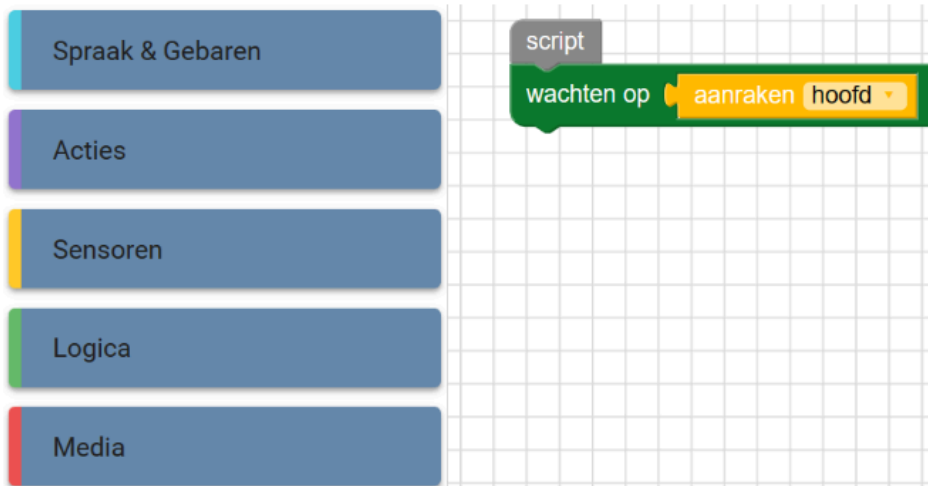 Spraak & Gebaren
Acties
Sensoren
Logica
Media
script
wachten op aanraken hoofd